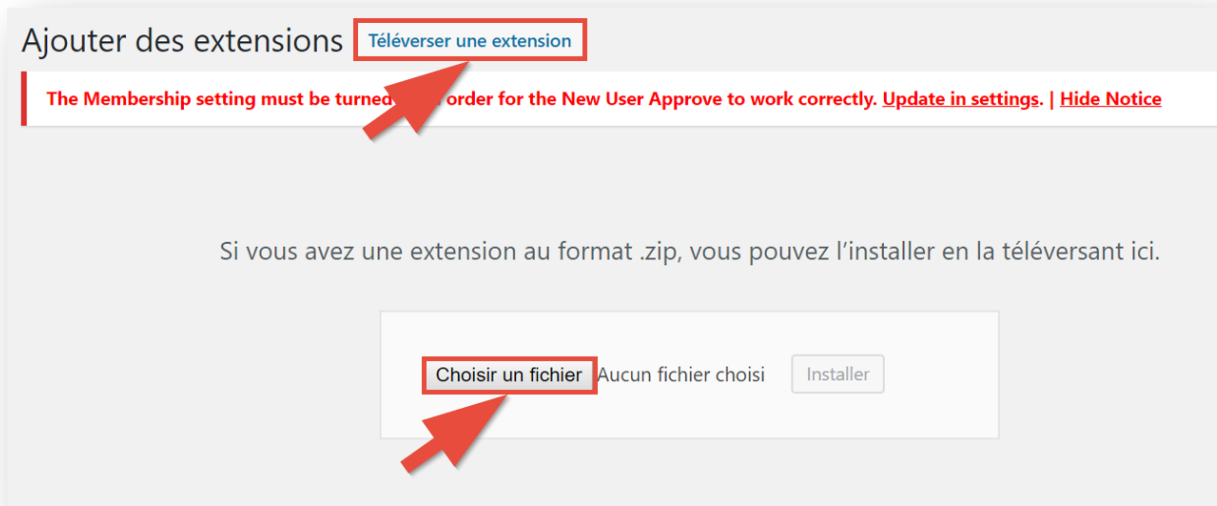 Ajouter des extensions Téléverser une extension
The Membership setting must be turned order for the New User Approve to work correctly. Update in settings. | Hide Notice
Si vous avez une extension au format .zip, vous pouvez l’installer en la téléversant ici.
Choisir un fichier Aucun fichier choisi Installer